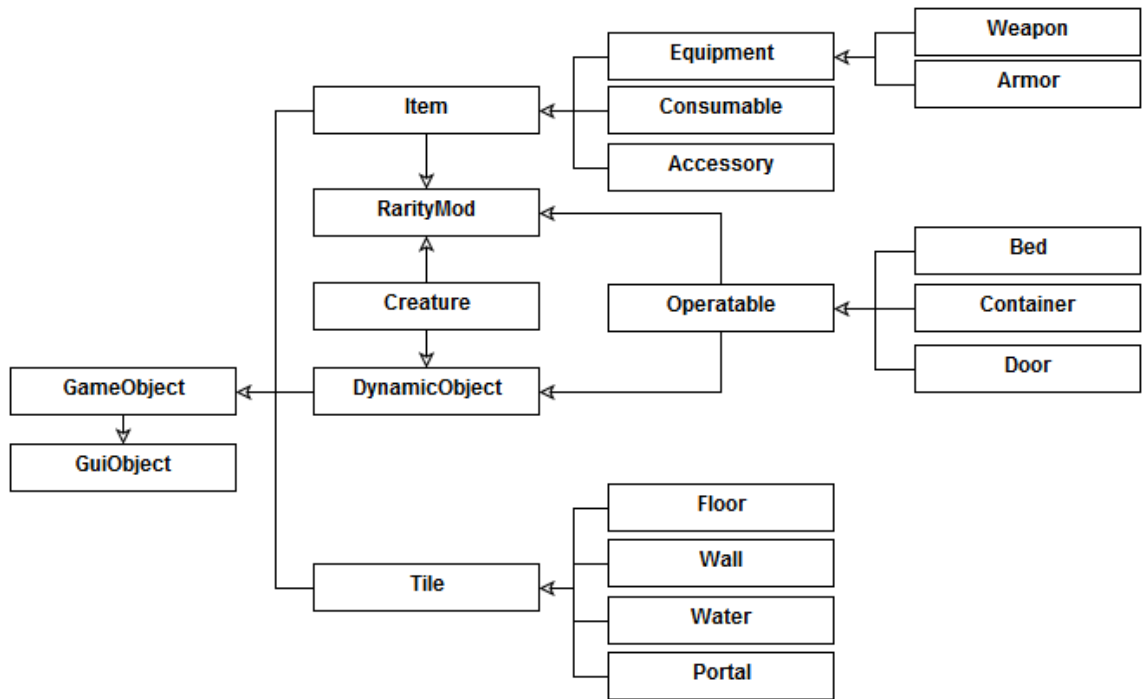 Weapon
Equipment
Armor
Item
Consumable
Accessory
RarityMod
Bed
Creature
Operatable
Container
Door
GameObject
DynamicObject
GuiObject
Floor
Wall
Tile
Water
Portal